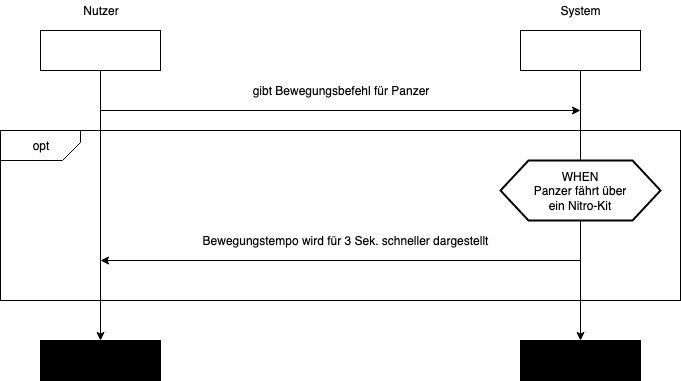 Nutzer
System
gibt Bewegungsbefehl für Panzer
opt
WHEN
Panzer fährt über
ein Nitro-Kit
Bewegungstempo wird für 3 Sek. schneller dargestellt